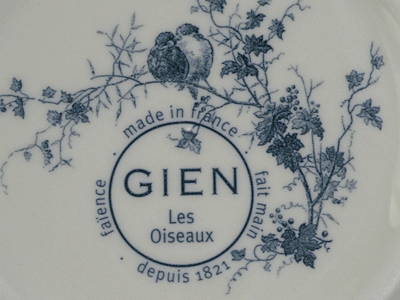 made in france
faïence
GIEN
fait main
Les
Oiseaux
depuis 1821